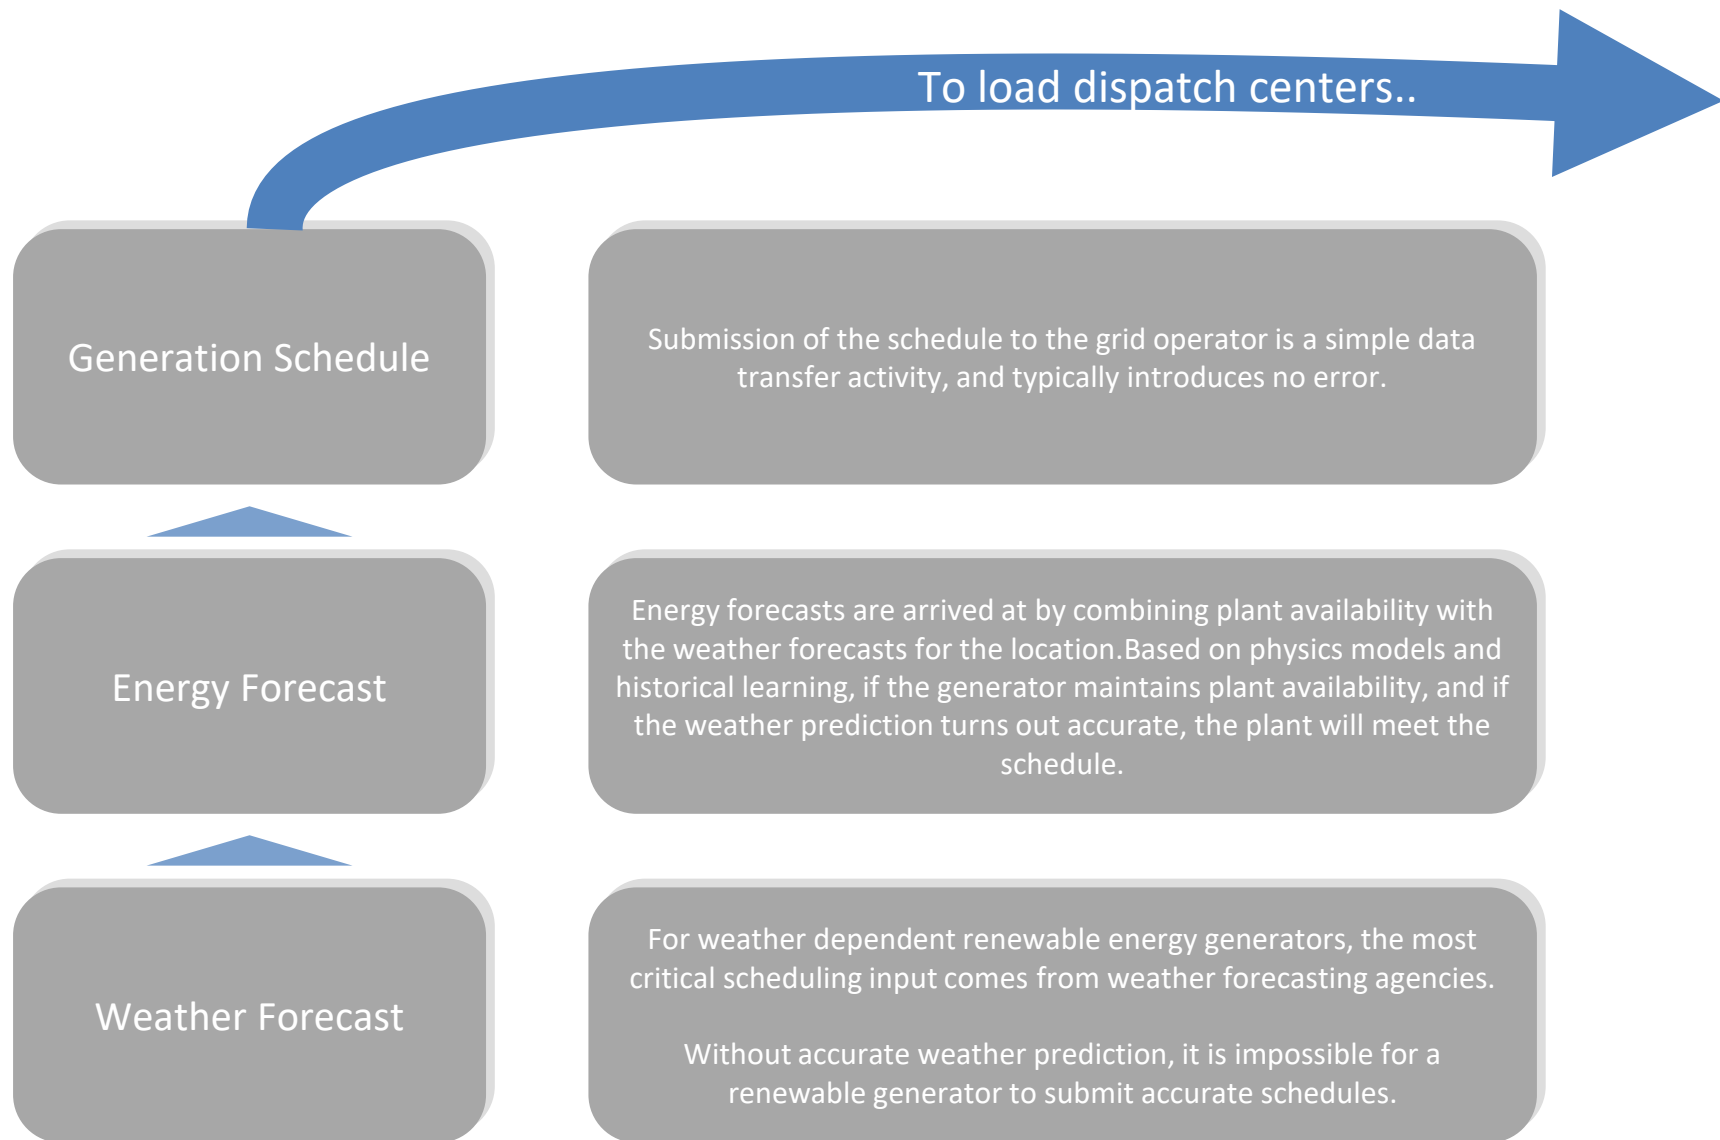 To load dispatch centers..
Generation Schedule
Submission of the schedule to the grid operator is a simple data
transfer activity, and typically introduces no error.
Energy Forecast
Energy forecasts are arrived at by combining plant availability with
the weather forecasts for the location.Based on physics models and
historical learning, if the generator maintains plant availability, and if
the weather prediction turns out accurate, the plant will meet the
schedule.
Weather Forecast
For weather dependent renewable energy generators, the most
critical scheduling input comes from weather forecasting agencies.
Without accurate weather prediction, it is impossible for a
renewable generator to submit accurate schedules.